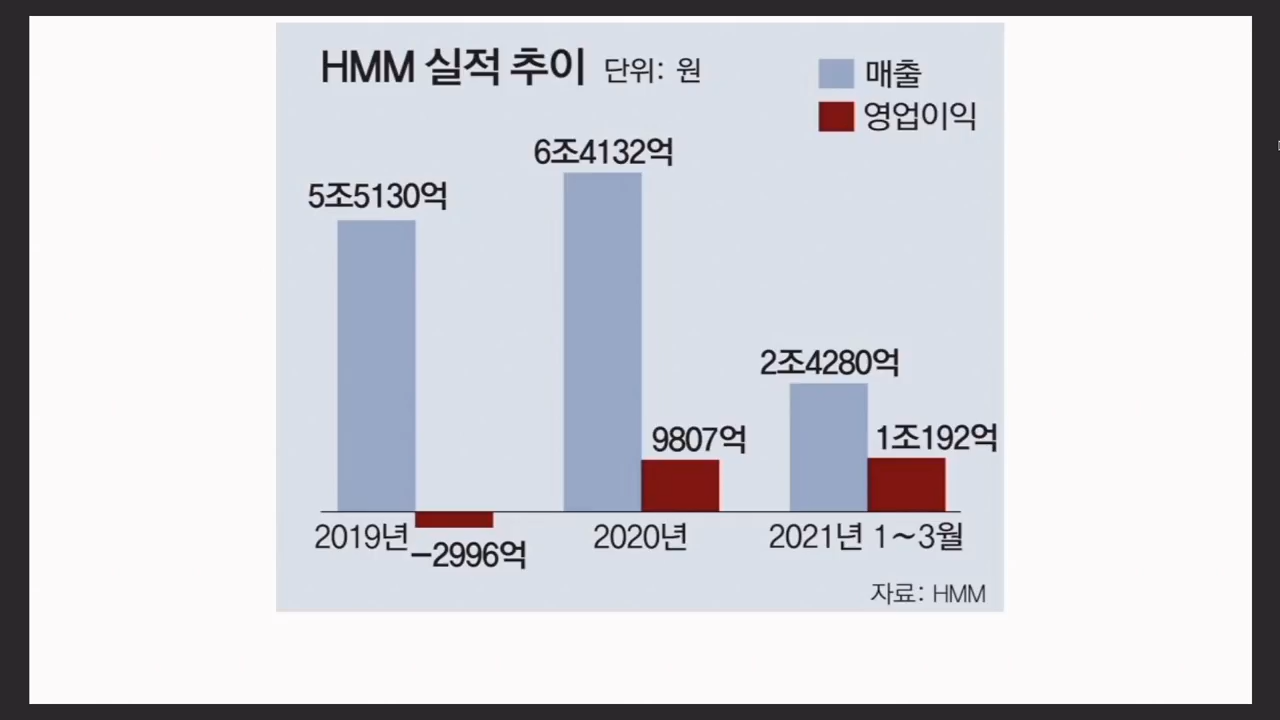 HMM 실적 추이 단위: 원
매출
영업이익
5조5130억
6조4132억
2조4280억
9807억
1조192억
-2996억
2019년
2020년
2021년 1~3월
자료: HMM